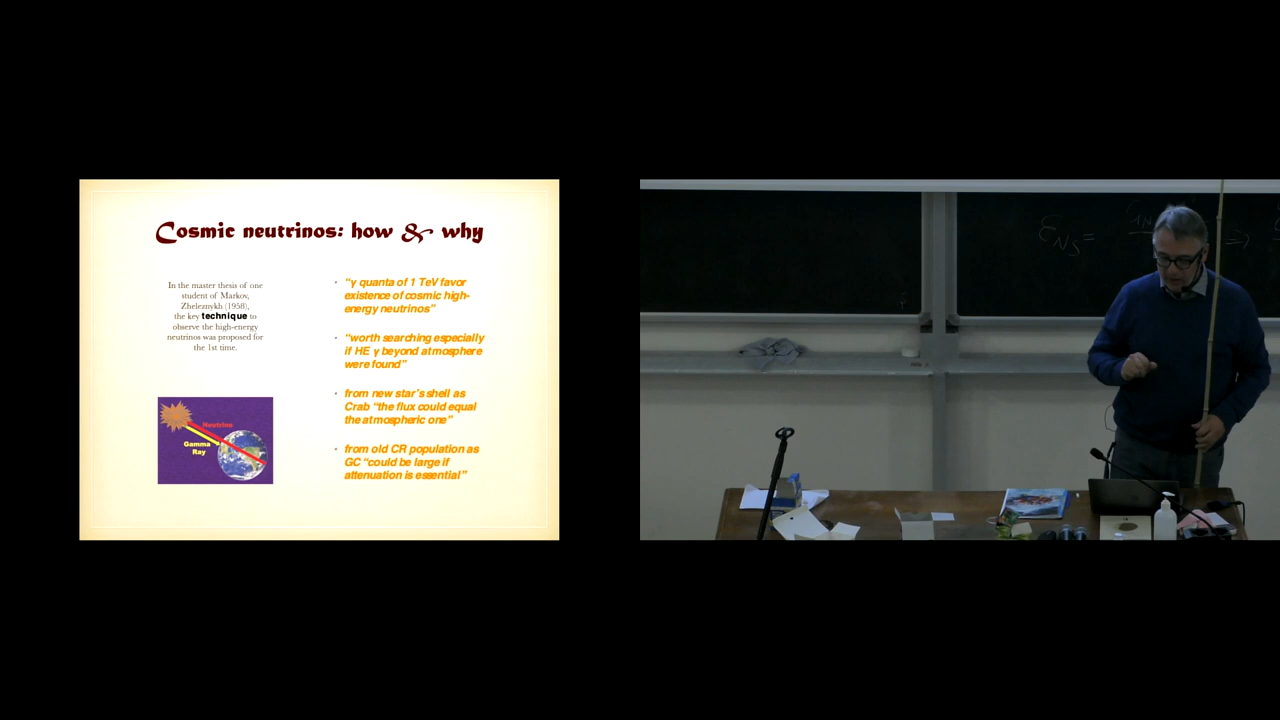 Cosmic neutrinos: how & why
In the master thesis of one
student of Markov,
Zheleznykh (1958),
the key technique to
observe the high-energy
neutrinos was proposed for
the 1st time.
Neutrino
Gamma
Ray
• “γ quanta of 1 TeV favor
existence of cosmic high-
energy neutrinos”
• “worth searching especially
if HE γ beyond atmosphere
were found”
• from new star’s shell as
Crab “the flux could equal
the atmospheric one”
• from old CR population as
GC “could be large if
attenuation is essential”
ℰNS =